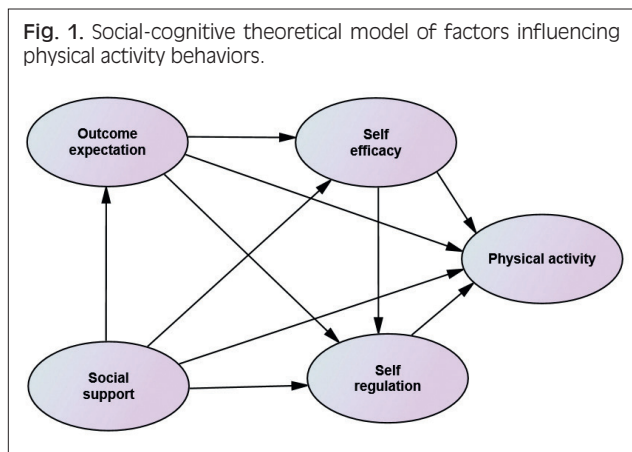 Fig. 1. Social-cognitive theoretical model of factors influencing
physical activity behaviors.
Outcome
expectation
Self
efficacy
Physical activity
Social
support
Self
regulation